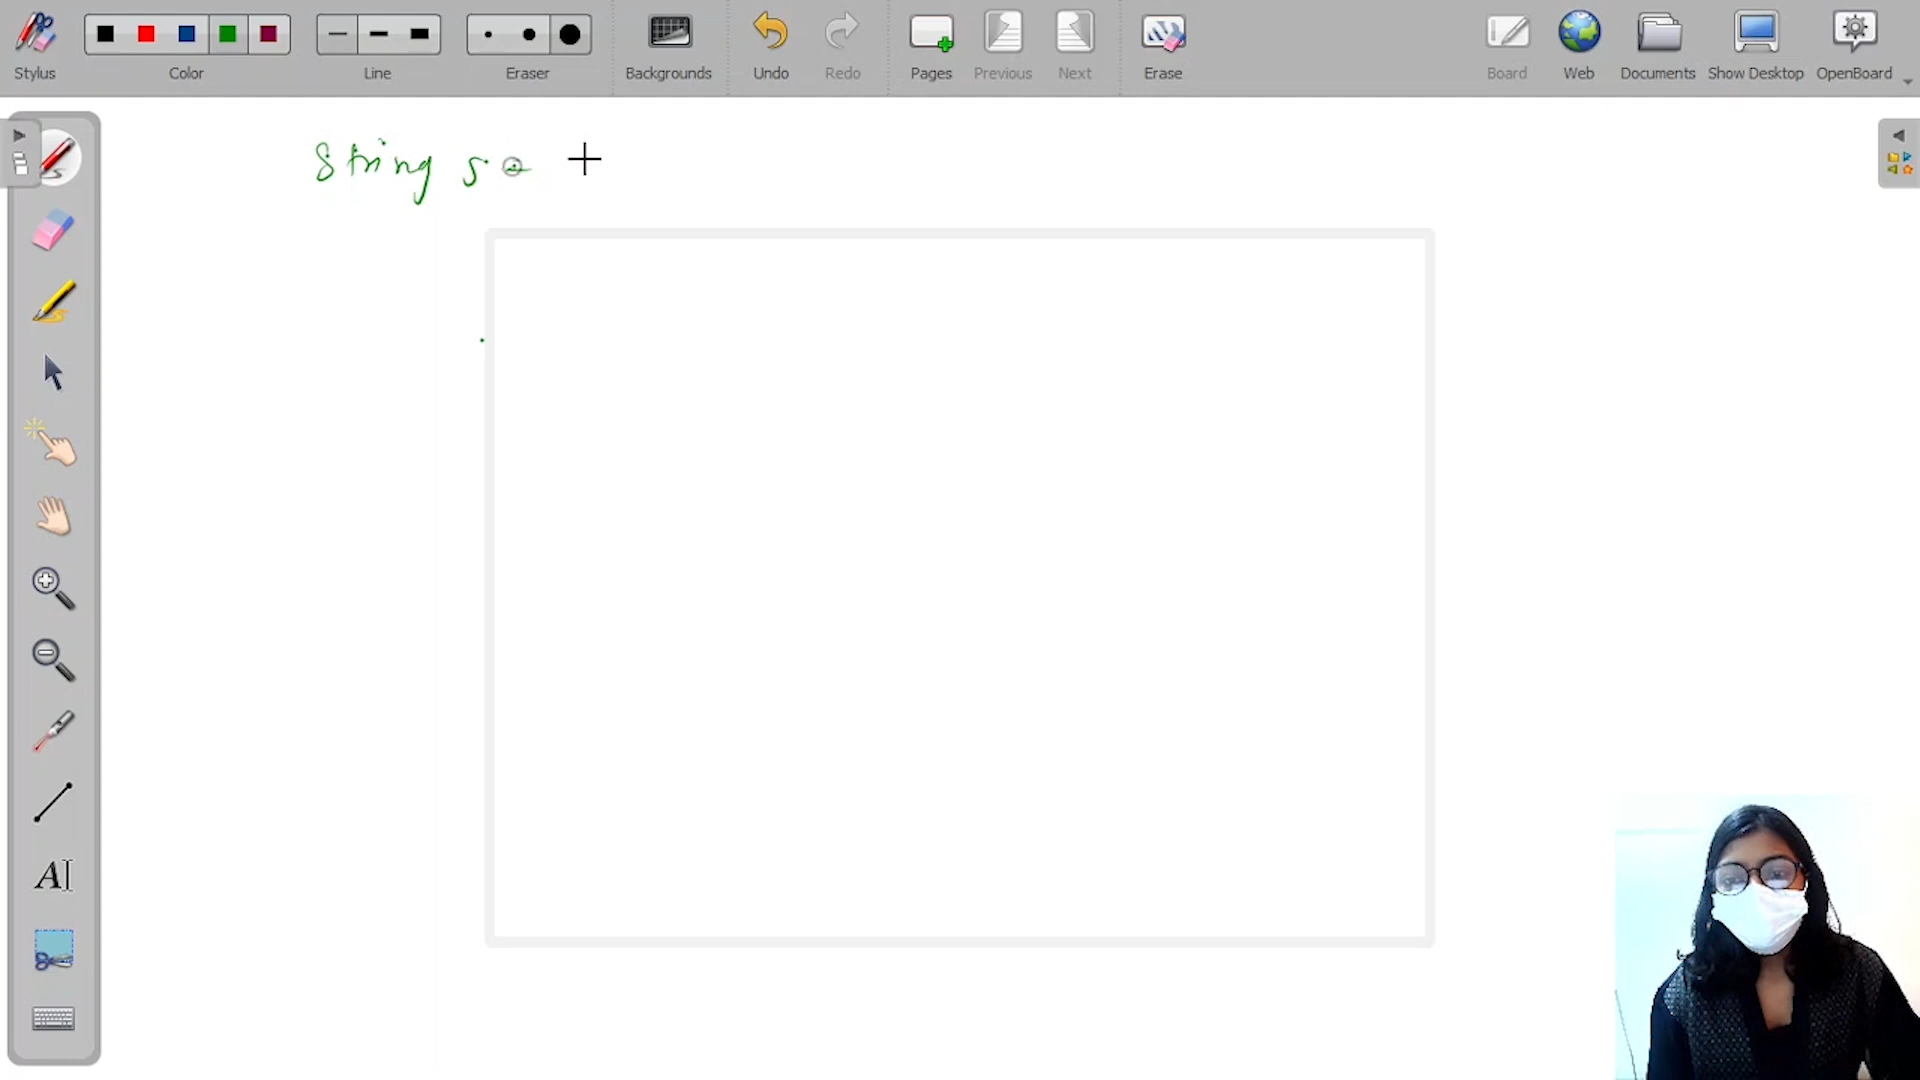 Stylus
Color
Line
Eraser
Backgrounds
Undo
Redo
Pages
Previous
Next
Erase
Board
Web
Documents
Show Desktop
OpenBoard
String s =
A